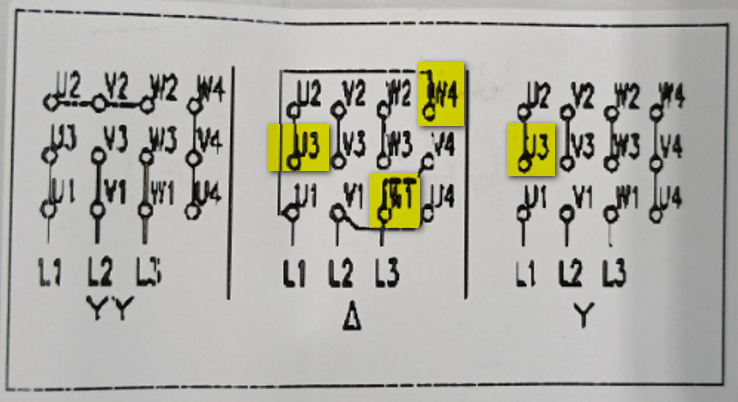 U2 V2 W2 W4
U3 V3 W3 V4
U1 V1 W1 U4
L1 L2 L3
YY
U2 V2 W2 W4
U3 V3 W3 V4
U1 V1 W1 U4
L1 L2 L3
Δ
U2 V2 W2 W4
U3 V3 W3 V4
U1 V1 W1 U4
L1 L2 L3
Y